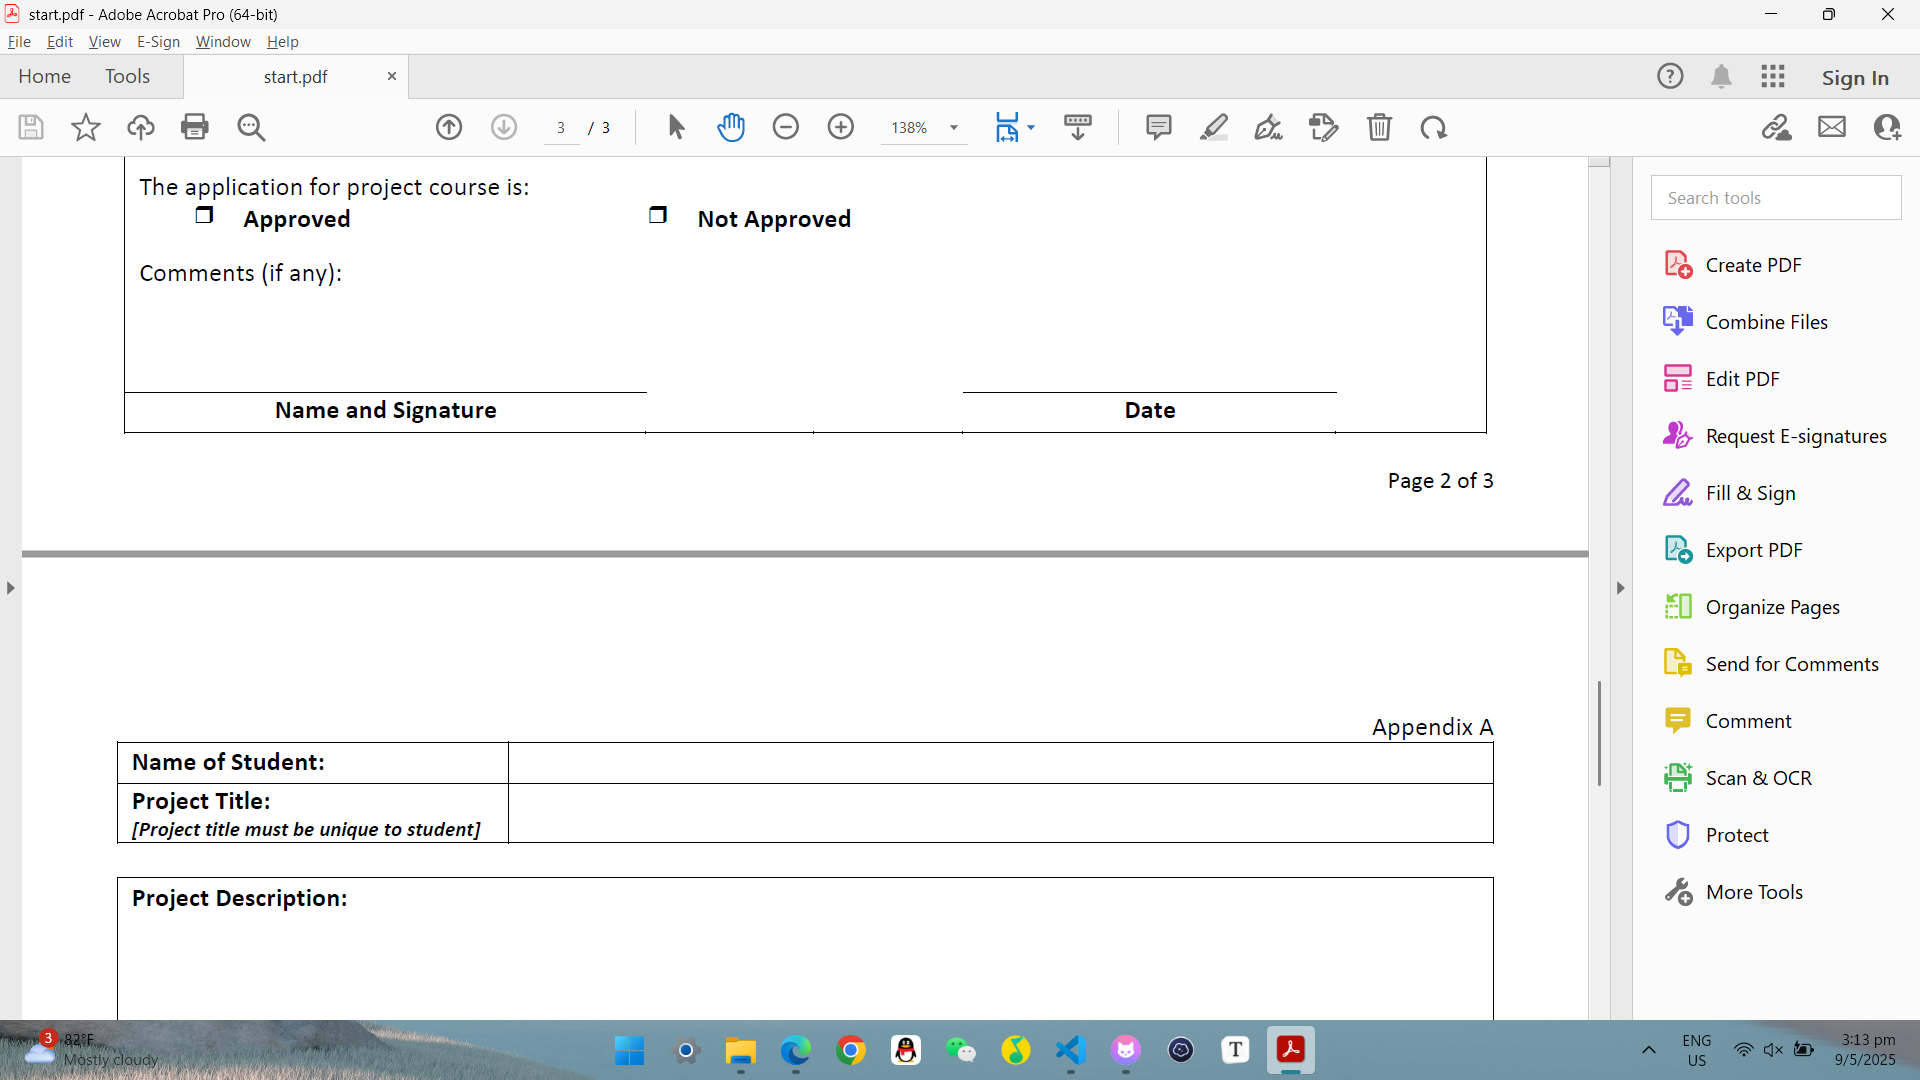 start.pdf - Adobe Acrobat Pro (64-bit)
File Edit View E-Sign Window Help
Home Tools start.pdf Sign In
3 / 3 138%
The application for project course is:
Approved Not Approved
Comments (if any):
Name and Signature Date
Page 2 of 3
Appendix A
Name of Student:
Project Title:
[Project title must be unique to student]
Project Description:
Search tools
Create PDF
Combine Files
Edit PDF
Request E-signatures
Fill & Sign
Export PDF
Organize Pages
Send for Comments
Comment
Scan & OCR
Protect
More Tools
3 82°F
Mostly cloudy
T
ENG
US
3:13 pm
9/5/2025